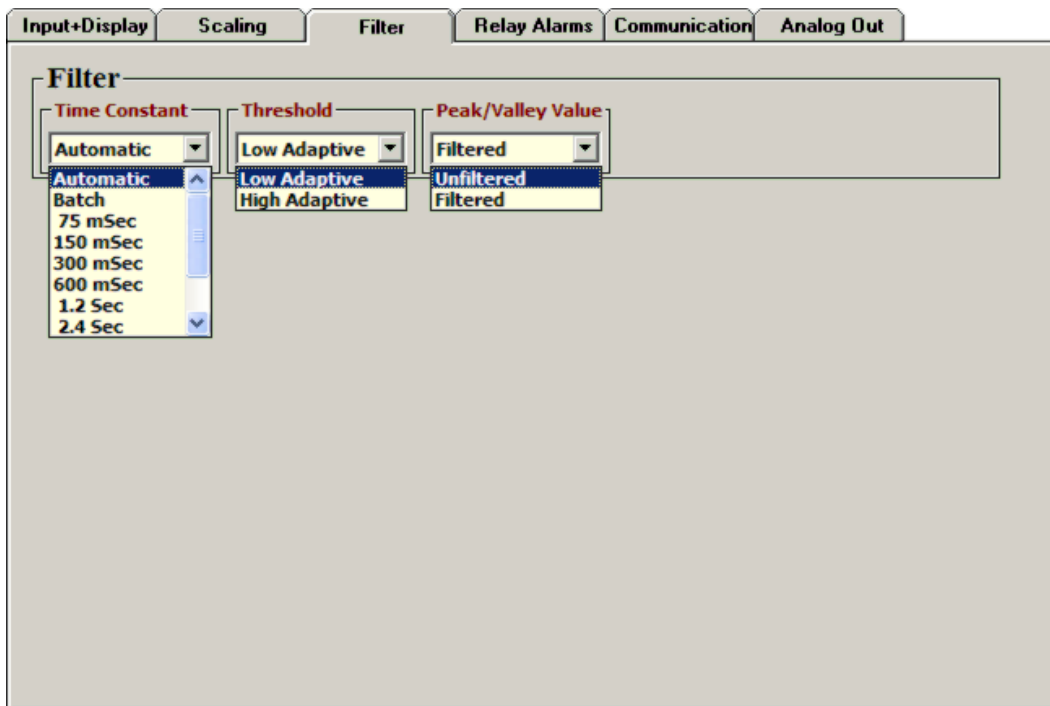 Input+Display Scaling Filter Relay Alarms Communication Analog Out
Filter
Time Constant Threshold Peak/Valley Value
Automatic Low Adaptive Filtered
Automatic Low Adaptive Unfiltered
Batch High Adaptive Filtered
75 mSec
150 mSec
300 mSec
600 mSec
1.2 Sec
2.4 Sec